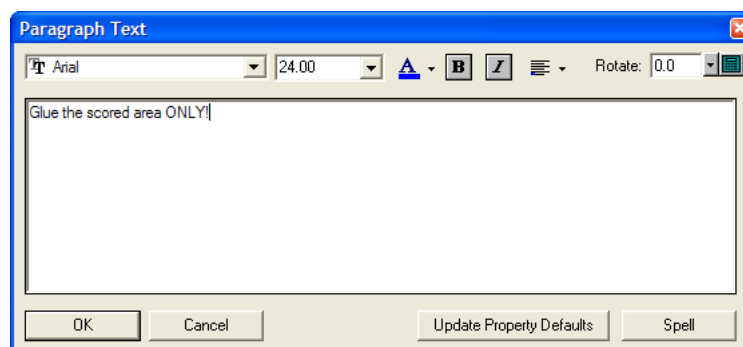 Paragraph Text
Arial 24.00 A B I Rotate: 0.0
Glue the scored area ONLY!
OK Cancel Update Property Defaults Spell